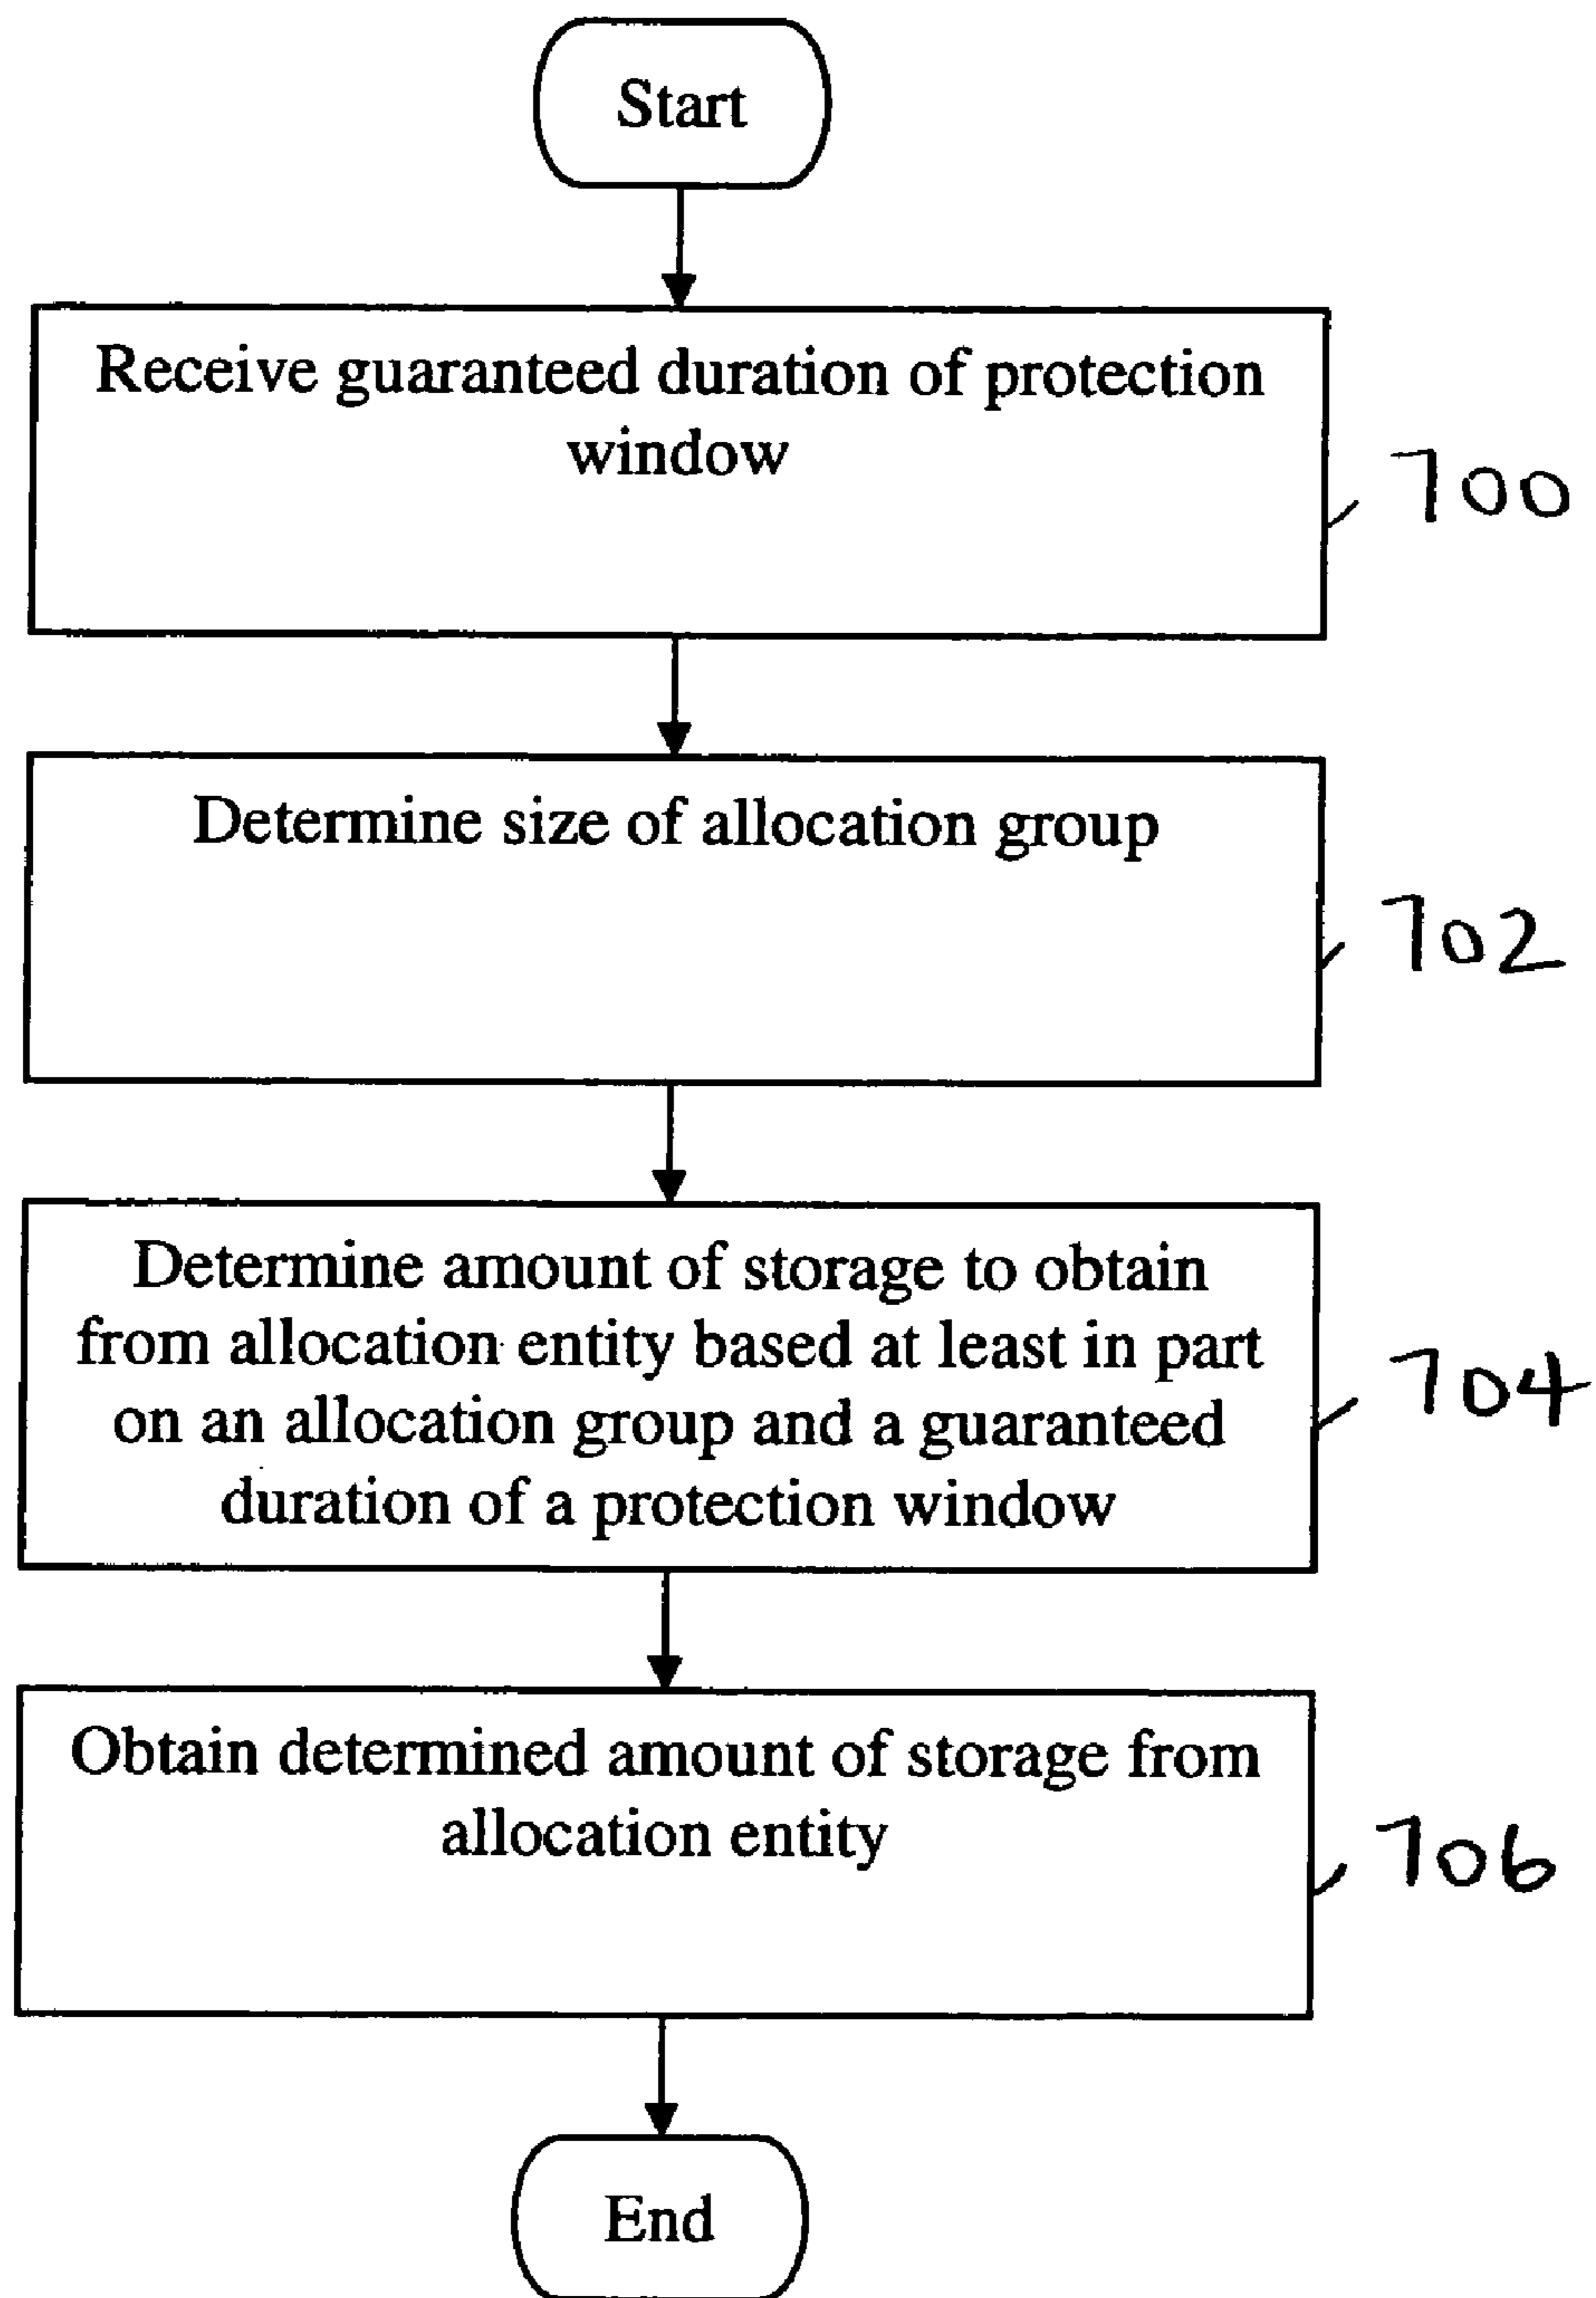 Start
Receive guaranteed duration of protection
window
700
Determine size of allocation group
702
Determine amount of storage to obtain
from allocation entity based at least in part
on an allocation group and a guaranteed
duration of a protection window
704
Obtain determined amount of storage from
allocation entity
706
End